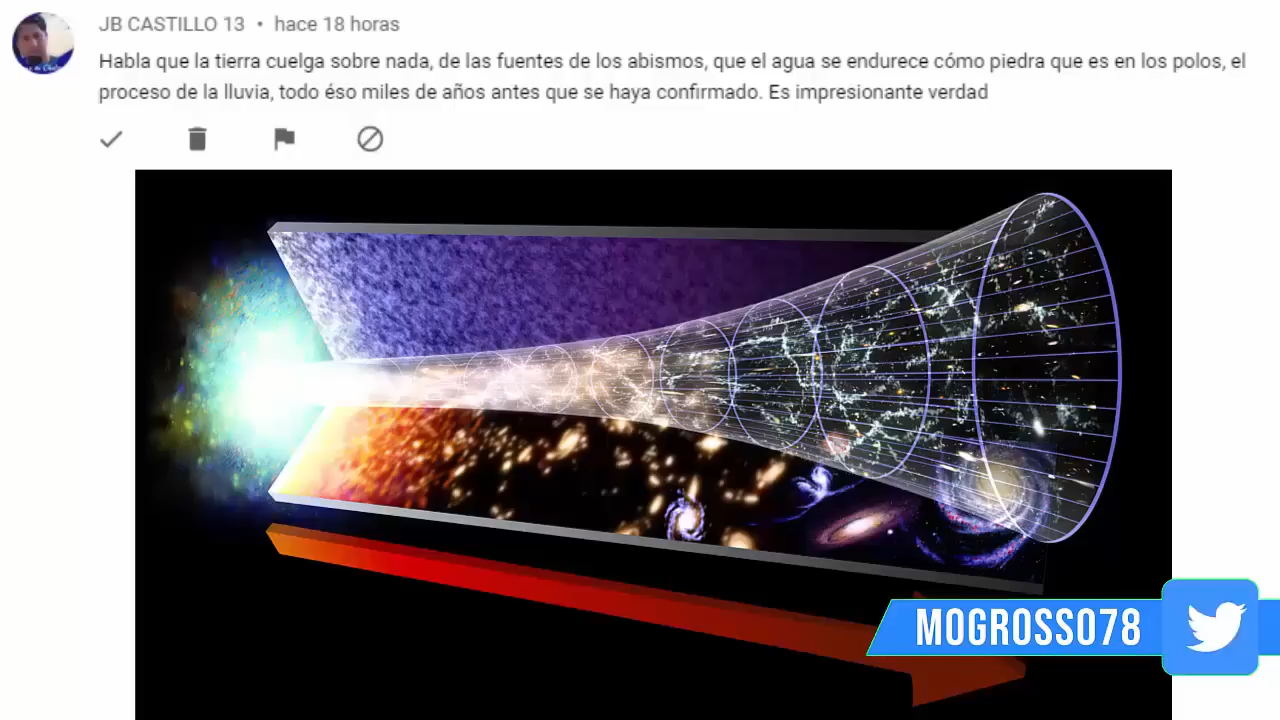 JB CASTILLO 13 • hace 18 horas
Habla que la tierra cuelga sobre nada, de las fuentes de los abismos, que el agua se endurece cómo piedra que es en los polos, el
proceso de la lluvia, todo éso miles de años antes que se haya confirmado. Es impresionante verdad
MOGROSSO78